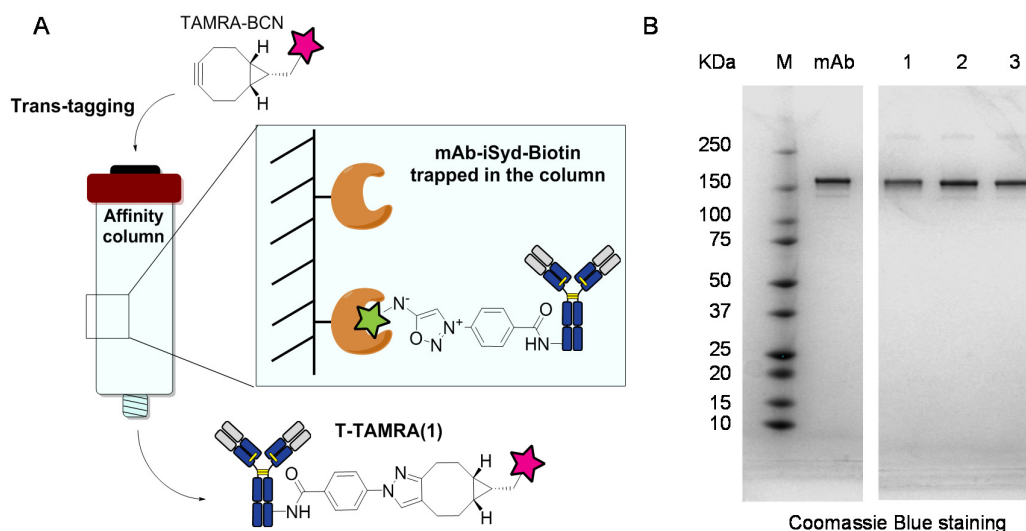 A
TAMRA-BCN
H
H
Trans-tagging
Affinity
column
mAb-iSyd-Biotin
trapped in the column
N-
O
N
N+
O
HN
T-TAMRA(1)
O
NH
N
N
H
H
B
KDa M mAb 1 2 3
250
150
100
75
50
37
25
20
15
10
Coomassie Blue staining